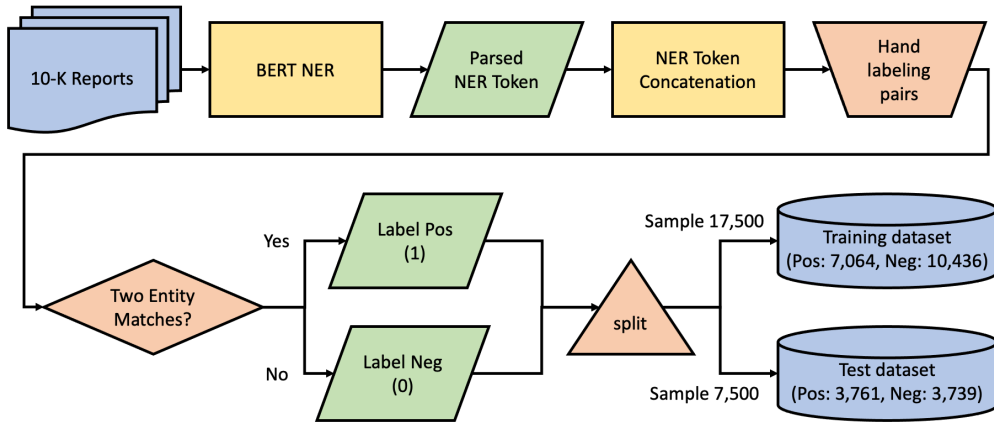 10-K Reports
BERT NER
Parsed
NER Token
NER Token
Concatenation
Hand
labeling
pairs
Two Entity
Matches?
Yes
No
Label Pos
(1)
Label Neg
(0)
split
Sample 17,500
Sample 7,500
Training dataset
(Pos: 7,064, Neg: 10,436)
Test dataset
(Pos: 3,761, Neg: 3,739)